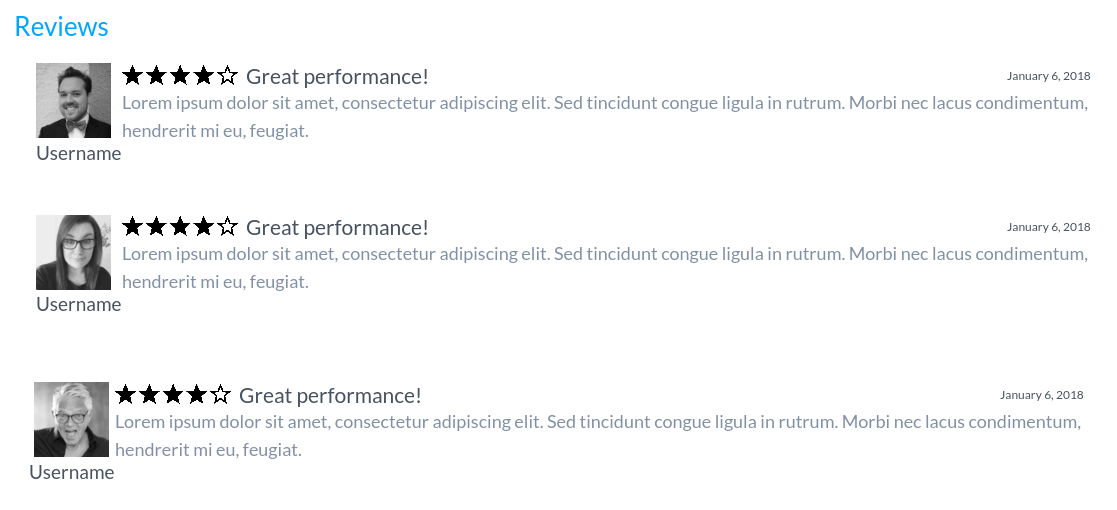 Reviews
Great performance!
January 6, 2018
Lorem ipsum dolor sit amet, consectetur adipiscing elit. Sed tincidunt congue ligula in rutrum. Morbi nec lacus condimentum,
hendrerit mi eu, feugiat.
Username
Great performance!
January 6, 2018
Lorem ipsum dolor sit amet, consectetur adipiscing elit. Sed tincidunt congue ligula in rutrum. Morbi nec lacus condimentum,
hendrerit mi eu, feugiat.
Username
Great performance!
January 6, 2018
Lorem ipsum dolor sit amet, consectetur adipiscing elit. Sed tincidunt congue ligula in rutrum. Morbi nec lacus condimentum,
hendrerit mi eu, feugiat.
Username